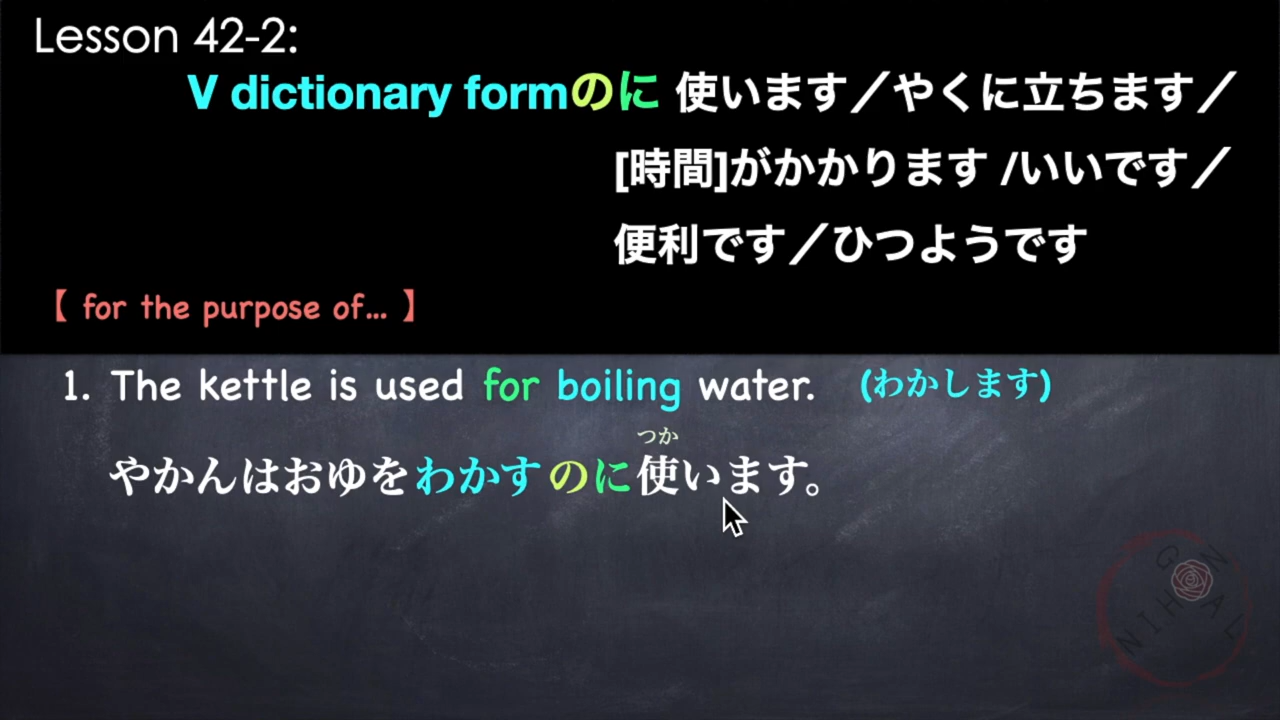 Lesson 42-2:
V dictionary formのに 使います／やくに立ちます／
[時間]がかかります /いいです／
便利です／ひつようです
【 for the purpose of... 】
1. The kettle is used for boiling water. (わかします)
つか
やかんはおゆをわかすのに使います。
NIHONGOAL